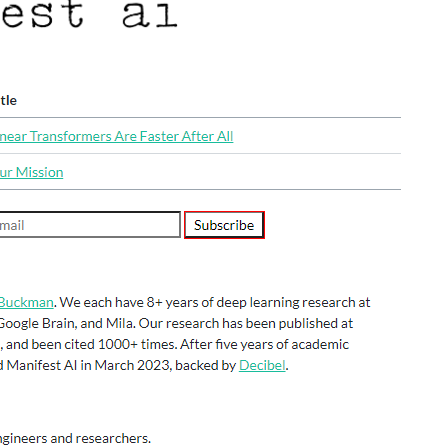 est al
tle
near Transformers Are Faster After All
ur Mission
mail
Subscribe
Buckman. We each have 8+ years of deep learning research at
Google Brain, and Mila. Our research has been published at
, and been cited 1000+ times. After five years of academic
d Manifest AI in March 2023, backed by Decibel.
ngineers and researchers.